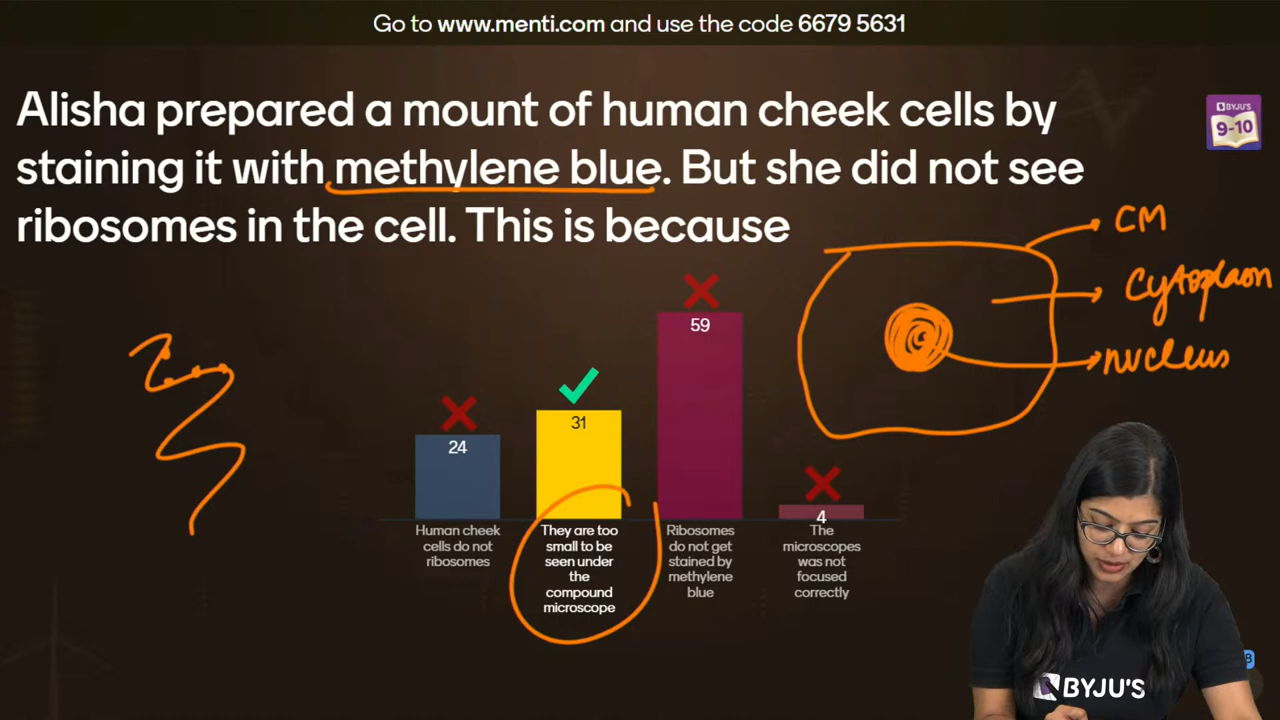 Go to www.menti.com and use the code 6679 5631
Alisha prepared a mount of human cheek cells by
staining it with methylene blue. But she did not see
ribosomes in the cell. This is because
BYJU'S
9-10
CM
Cytoplasm
nucleus
24
31
59
4
Human cheek
cells do not
ribosomes
They are too
small to be
seen under
the
compound
microscope
Ribosomes
do not get
stained by
methylene
blue
The
microscopes
was not
focused
correctly
BYJU'S